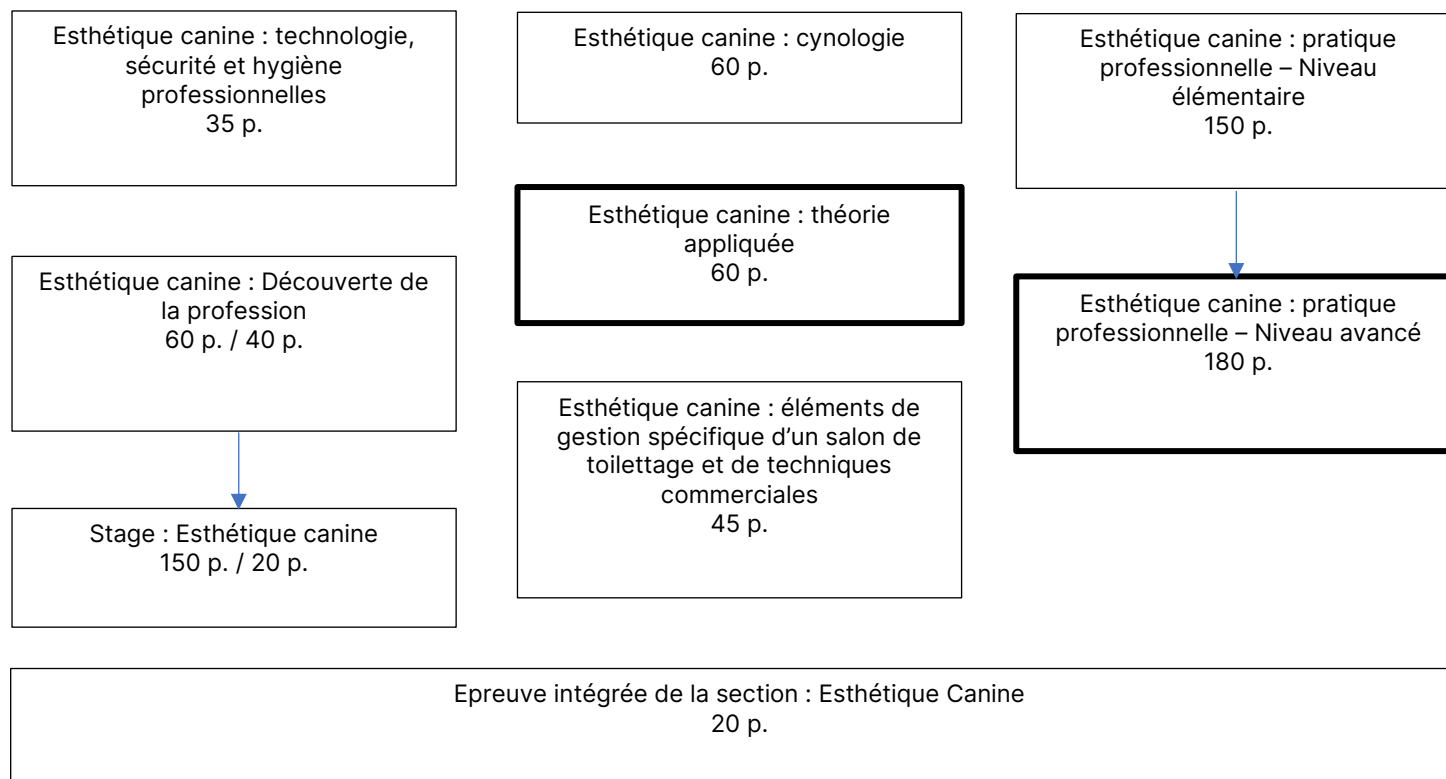 Esthétique canine : technologie,
sécurité et hygiène
professionnelles
35 p.
Esthétique canine : cynologie
60 p.
Esthétique canine : pratique
professionnelle – Niveau
élémentaire
150 p.
Esthétique canine : théorie
appliquée
60 p.
Esthétique canine : Découverte de
la profession
60 p. / 40 p.
Esthétique canine : pratique
professionnelle – Niveau avancé
180 p.
Esthétique canine : éléments de
gestion spécifique d’un salon de
toilettage et de techniques
commerciales
45 p.
Stage : Esthétique canine
150 p. / 20 p.
Epreuve intégrée de la section : Esthétique Canine
20 p.